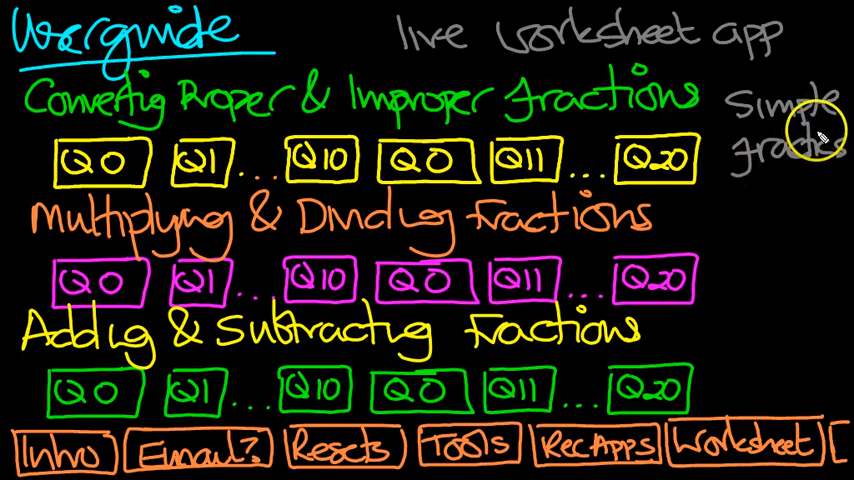 Userguide live worksheet app
Converting Proper & Improper fractions Simple fractions
Q0 Q1 ... Q10 Q0 Q11 ... Q20
Multiplying & Dividing Fractions
Q0 Q1 ... Q10 Q0 Q11 ... Q20
Adding & Subtracting Fractions
Q0 Q1 ... Q10 Q0 Q11 ... Q20
Intro Email? Resets Tools RecApps Worksheet